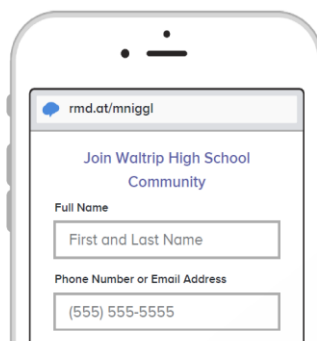 rmd.at/mniggl
Join Waltrip High School
Community
Full Name
First and Last Name
Phone Number or Email Address
(555) 555-5555